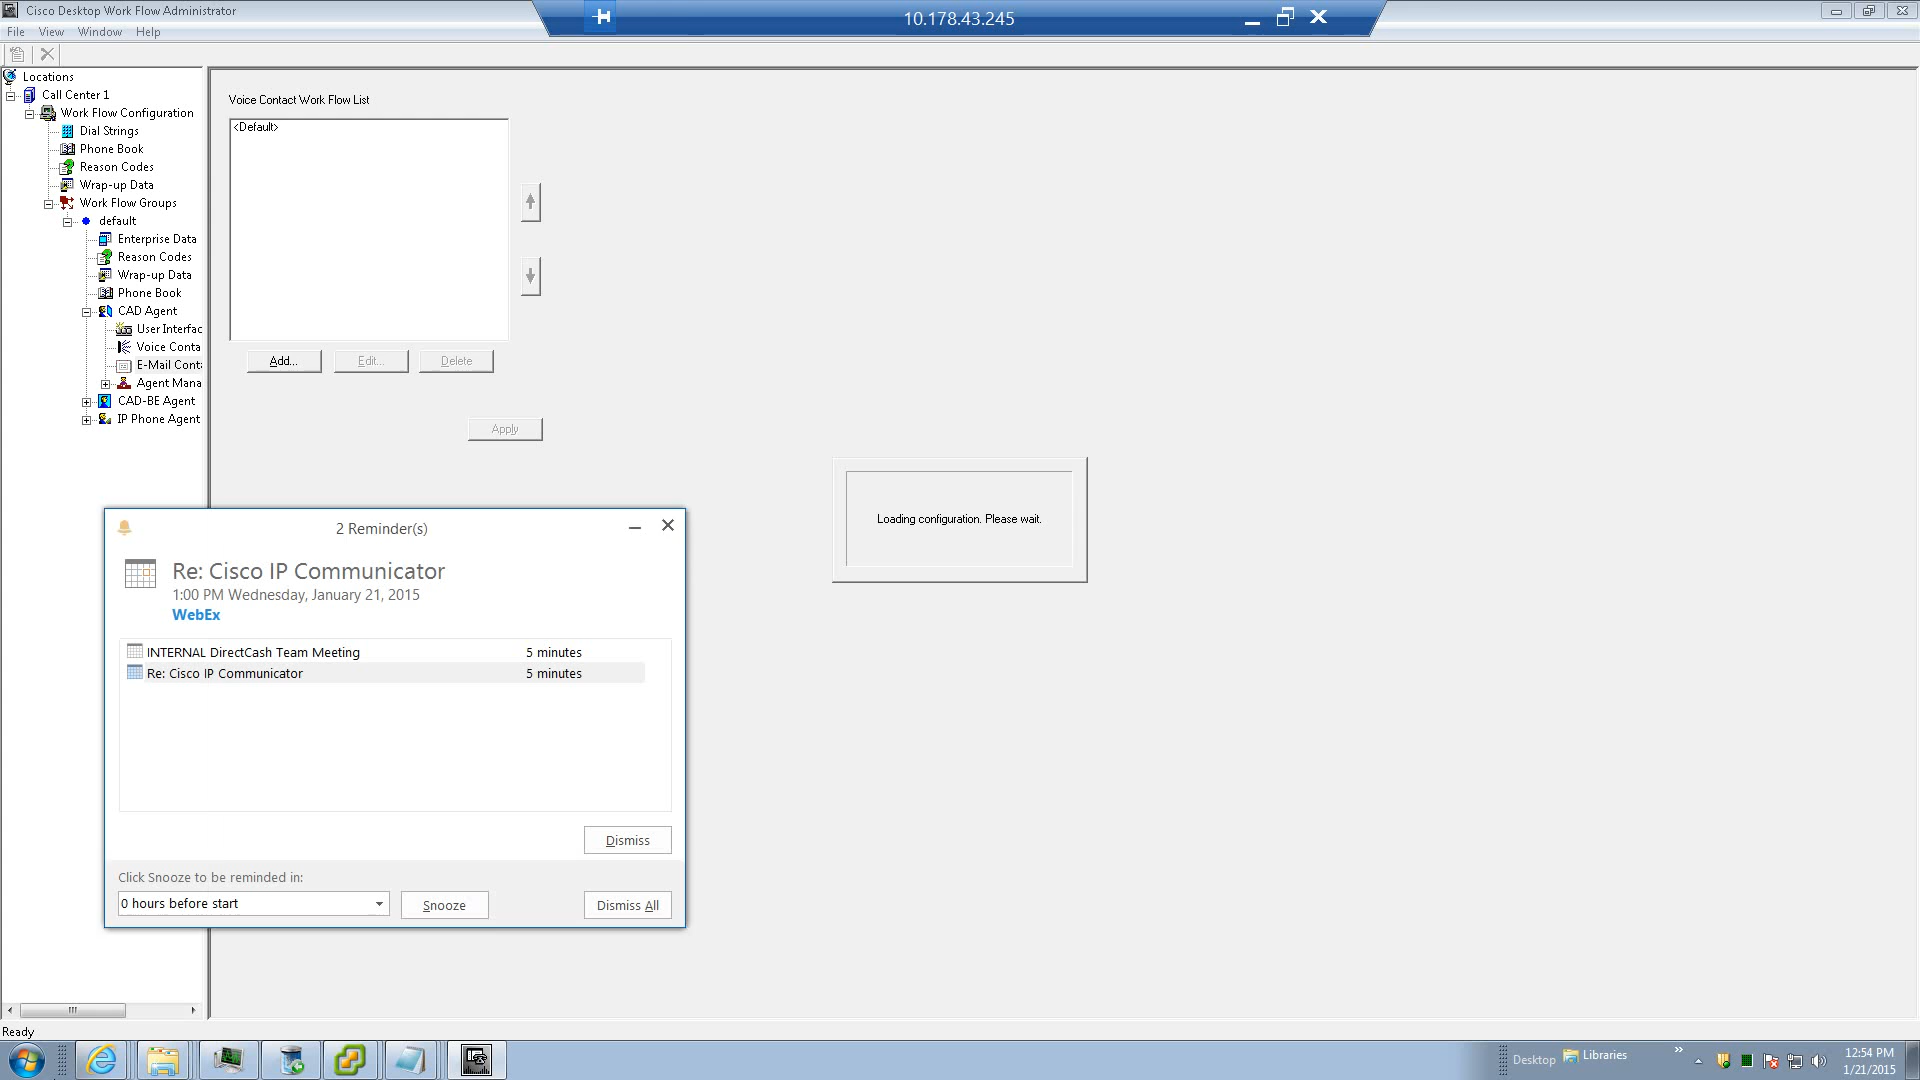 Cisco Desktop Work Flow Administrator
10.178.43.245
File View Window Help
Locations
Call Center 1
Work Flow Configuration
Dial Strings
Phone Book
Reason Codes
Wrap-up Data
Work Flow Groups
default
Enterprise Data
Reason Codes
Wrap-up Data
Phone Book
CAD Agent
User Interfac
Voice Conta
E-Mail Cont
Agent Mana
CAD-BE Agent
IP Phone Agent
Voice Contact Work Flow List
<Default>
Add... Edit... Delete
Apply
Loading configuration. Please wait.
2 Reminder(s)
Re: Cisco IP Communicator
1:00 PM Wednesday, January 21, 2015
WebEx
INTERNAL DirectCash Team Meeting 5 minutes
Re: Cisco IP Communicator 5 minutes
Dismiss
Click Snooze to be reminded in:
0 hours before start Snooze Dismiss All
Ready
Desktop Libraries
12:54 PM
1/21/2015